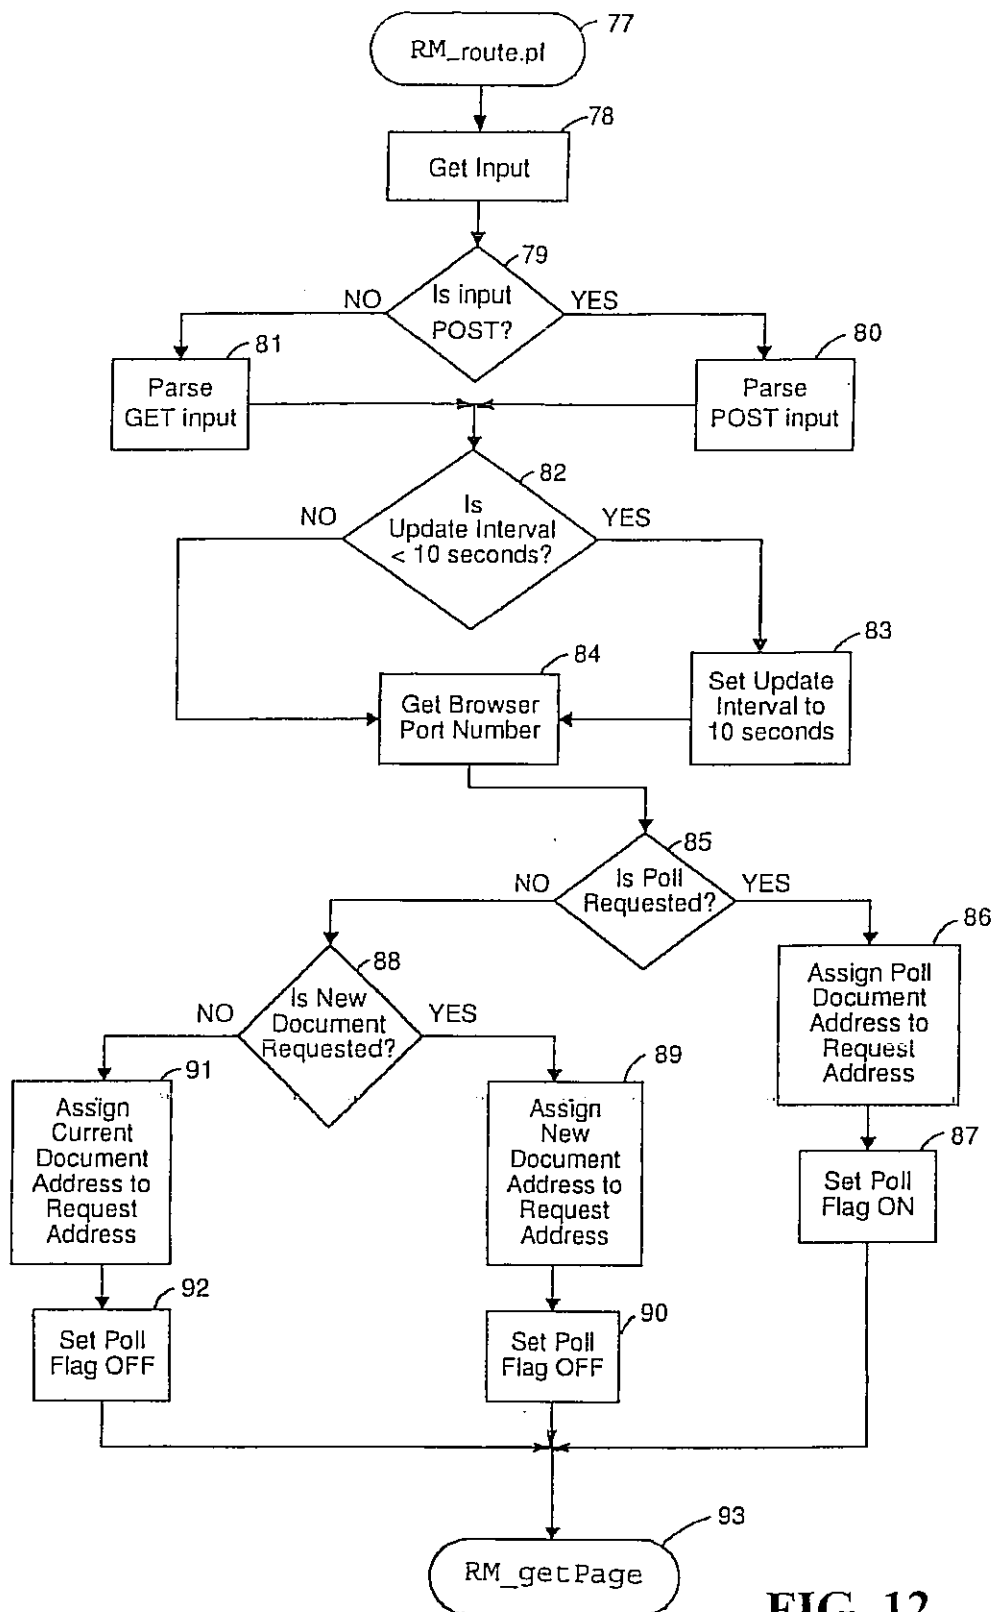 77
RM_route.pl
78
Get Input
79
Is input
POST?
NO
YES
81
Parse
GET input
80
Parse
POST input
82
Is
Update Interval
< 10 seconds?
NO
YES
83
Set Update
Interval to
10 seconds
84
Get Browser
Port Number
85
Is Poll
Requested?
NO
YES
86
Assign Poll
Document
Address to
Request
Address
88
Is New
Document
Requested?
NO
YES
91
Assign
Current
Document
Address to
Request
Address
89
Assign
New
Document
Address to
Request
Address
87
Set Poll
Flag ON
92
Set Poll
Flag OFF
90
Set Poll
Flag OFF
93
RM_getPage
FIG. 12